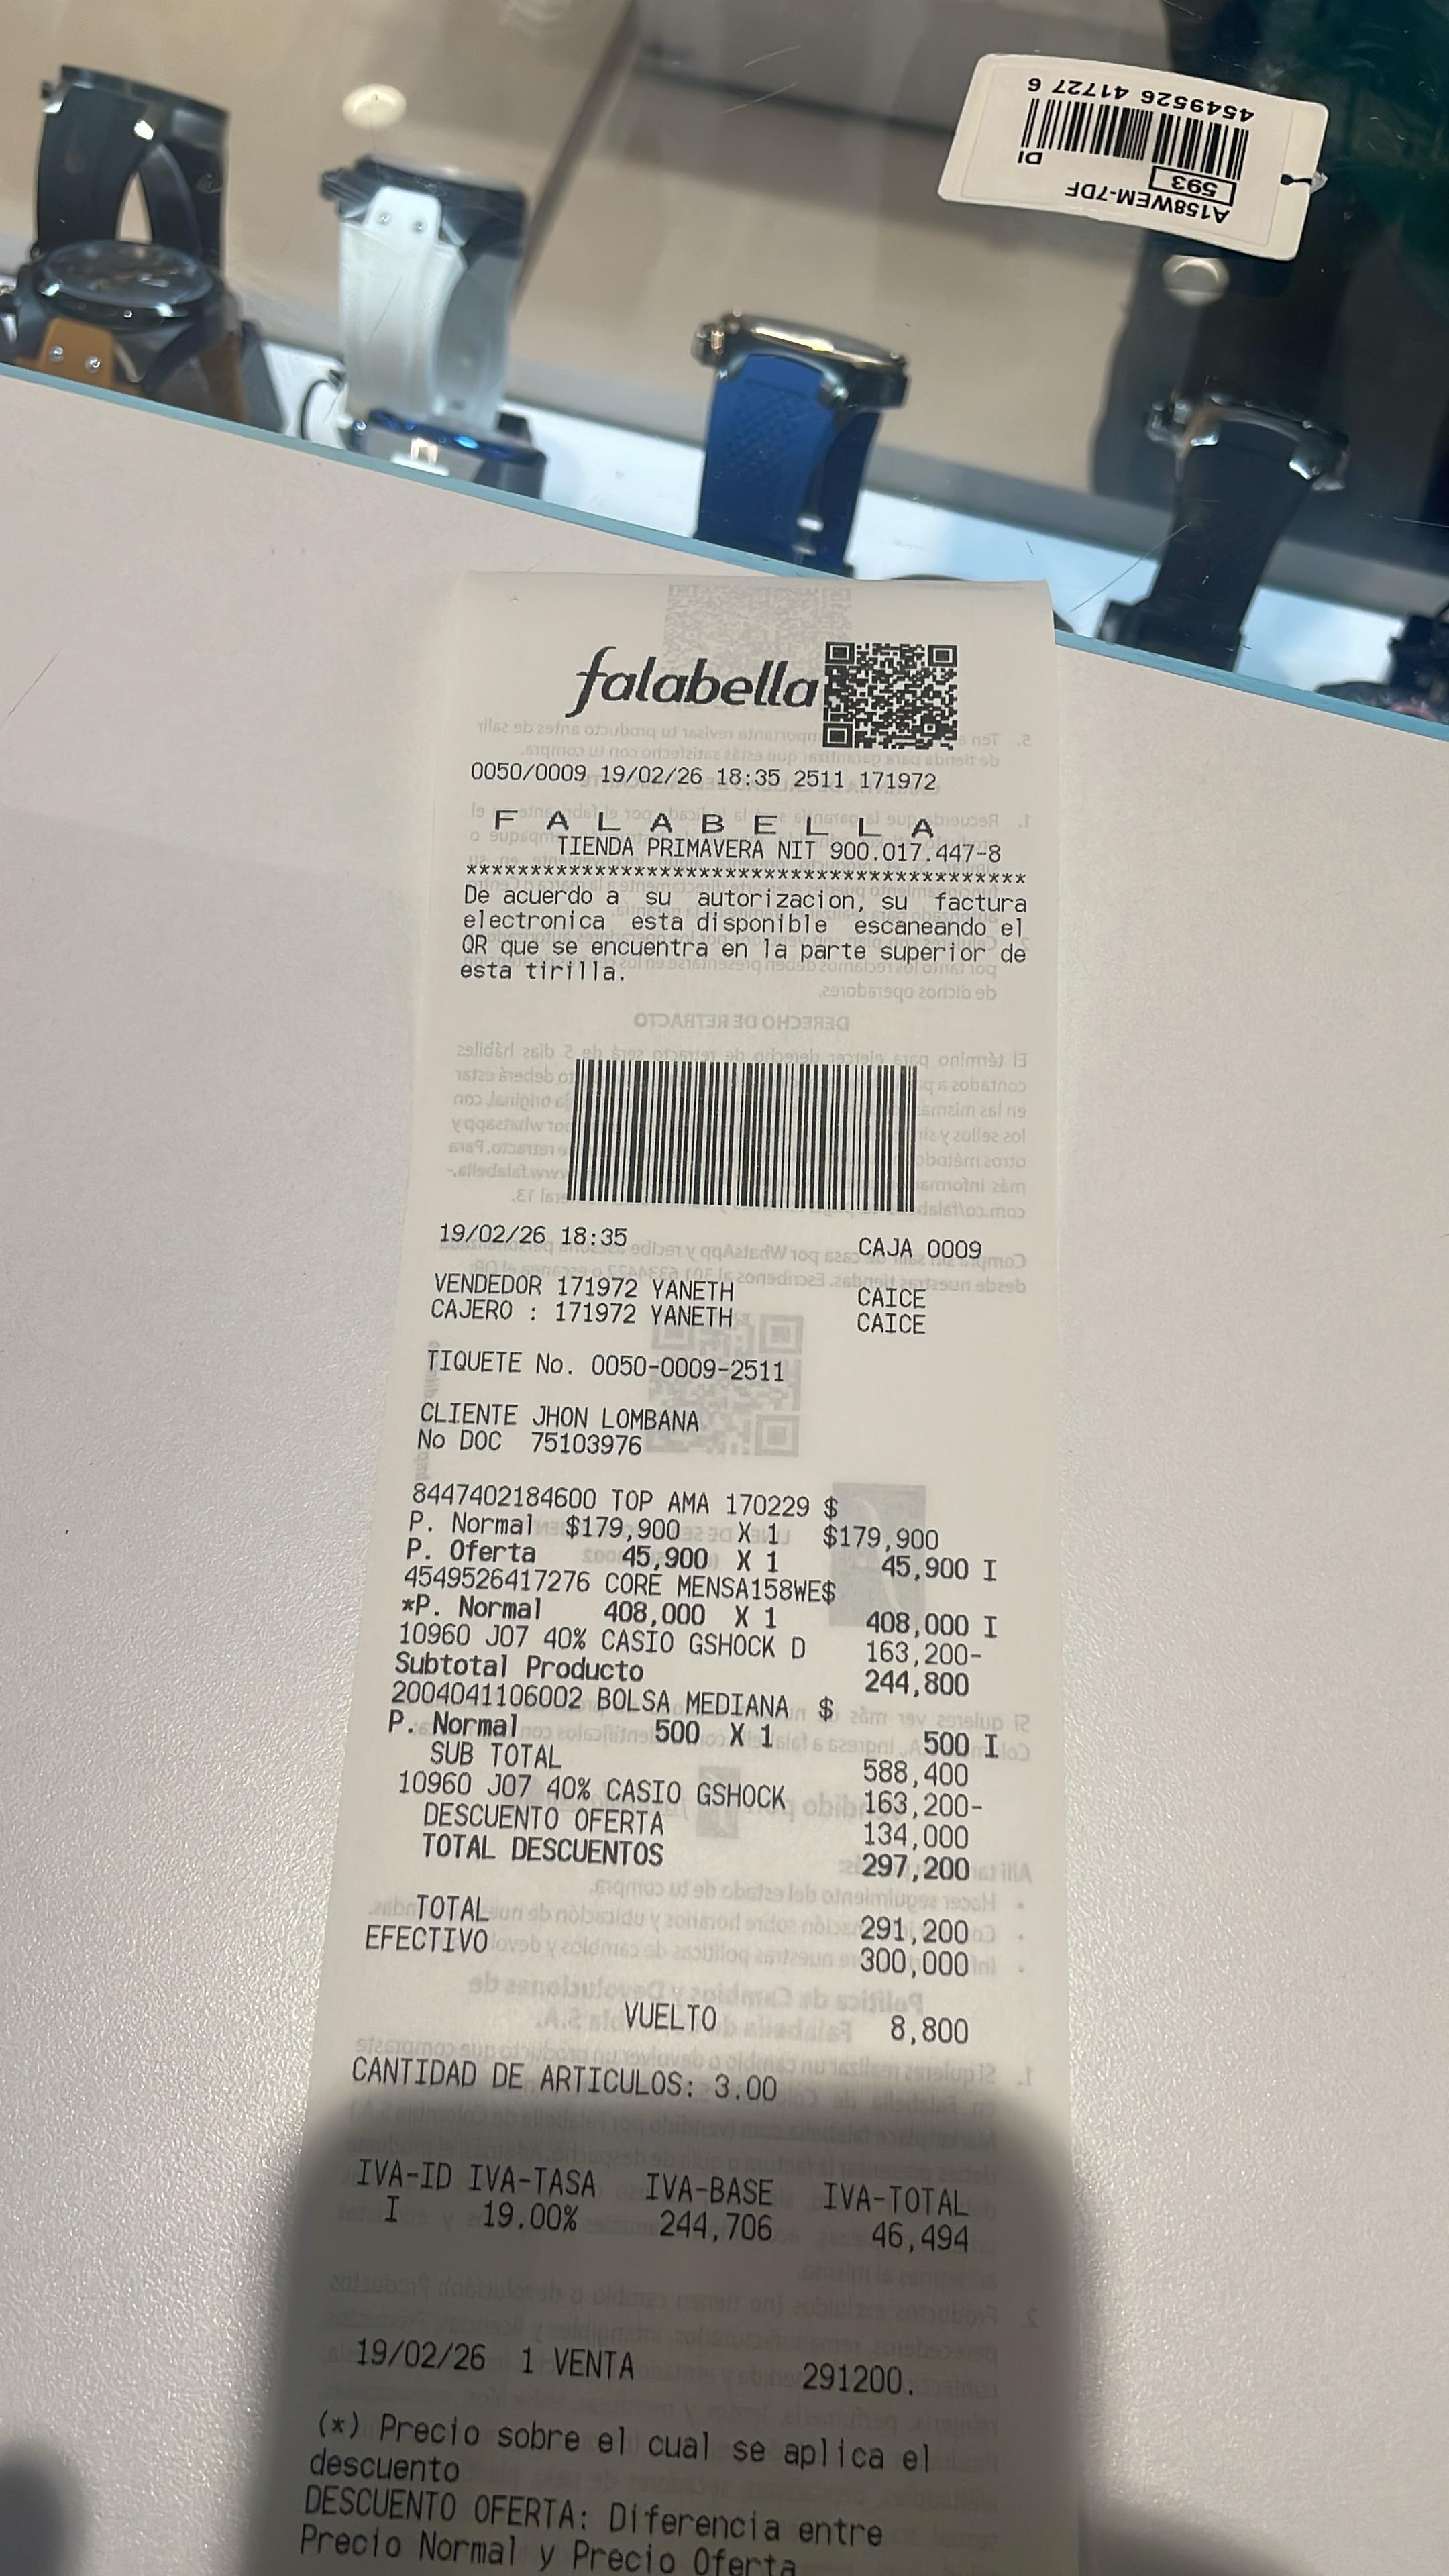 A158WEM-7DF
593
DI
4549526 41727 6
falabella
0050/0009 19/02/26 18:35 2511 171972
F A L A B E L L A
TIENDA PRIMAVERA NIT 900.017.447-8
********************************************
De acuerdo a su autorizacion, su factura
electronica esta disponible escaneando el
QR que se encuentra en la parte superior de
esta tirilla.
19/02/26 18:35 CAJA 0009
VENDEDOR 171972 YANETH CAICE
CAJERO : 171972 YANETH CAICE
TIQUETE No. 0050-0009-2511
CLIENTE JHON LOMBANA
No DOC 75103976
8447402184600 TOP AMA 170229 $
P. Normal $179,900 X 1 $179,900
P. Oferta 45,900 X 1 45,900 I
4549526417276 CORE MENSA158WE$
*P. Normal 408,000 X 1 408,000 I
10960 J07 40% CASIO GSHOCK D 163,200-
Subtotal Producto 244,800
2004041106002 BOLSA MEDIANA $
P. Normal 500 X 1 500 I
SUB TOTAL 588,400
10960 J07 40% CASIO GSHOCK 163,200-
DESCUENTO OFERTA 134,000
TOTAL DESCUENTOS 297,200
TOTAL 291,200
EFECTIVO 300,000
VUELTO 8,800
CANTIDAD DE ARTICULOS: 3.00
IVA-ID IVA-TASA IVA-BASE IVA-TOTAL
I 19.00% 244,706 46,494
19/02/26 1 VENTA 291200.
(*) Precio sobre el cual se aplica el
descuento
DESCUENTO OFERTA: Diferencia entre
Precio Normal y Precio Oferta